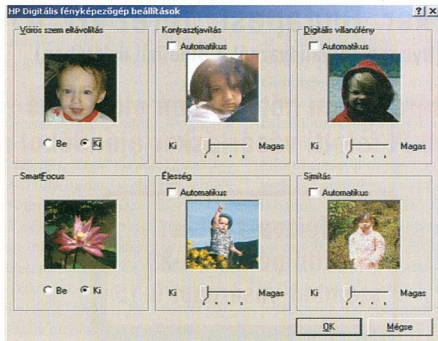 HP Digitális fényképezőgép beállítások
Vörös szem eltávolítás
Be Ki
Kontrasztjavítás
Automatikus
Ki Magas
Digitális villanófény
Automatikus
Ki Magas
SmartFocus
Be Ki
Élesség
Automatikus
Ki Magas
Simítás
Automatikus
Ki Magas
OK Mégse